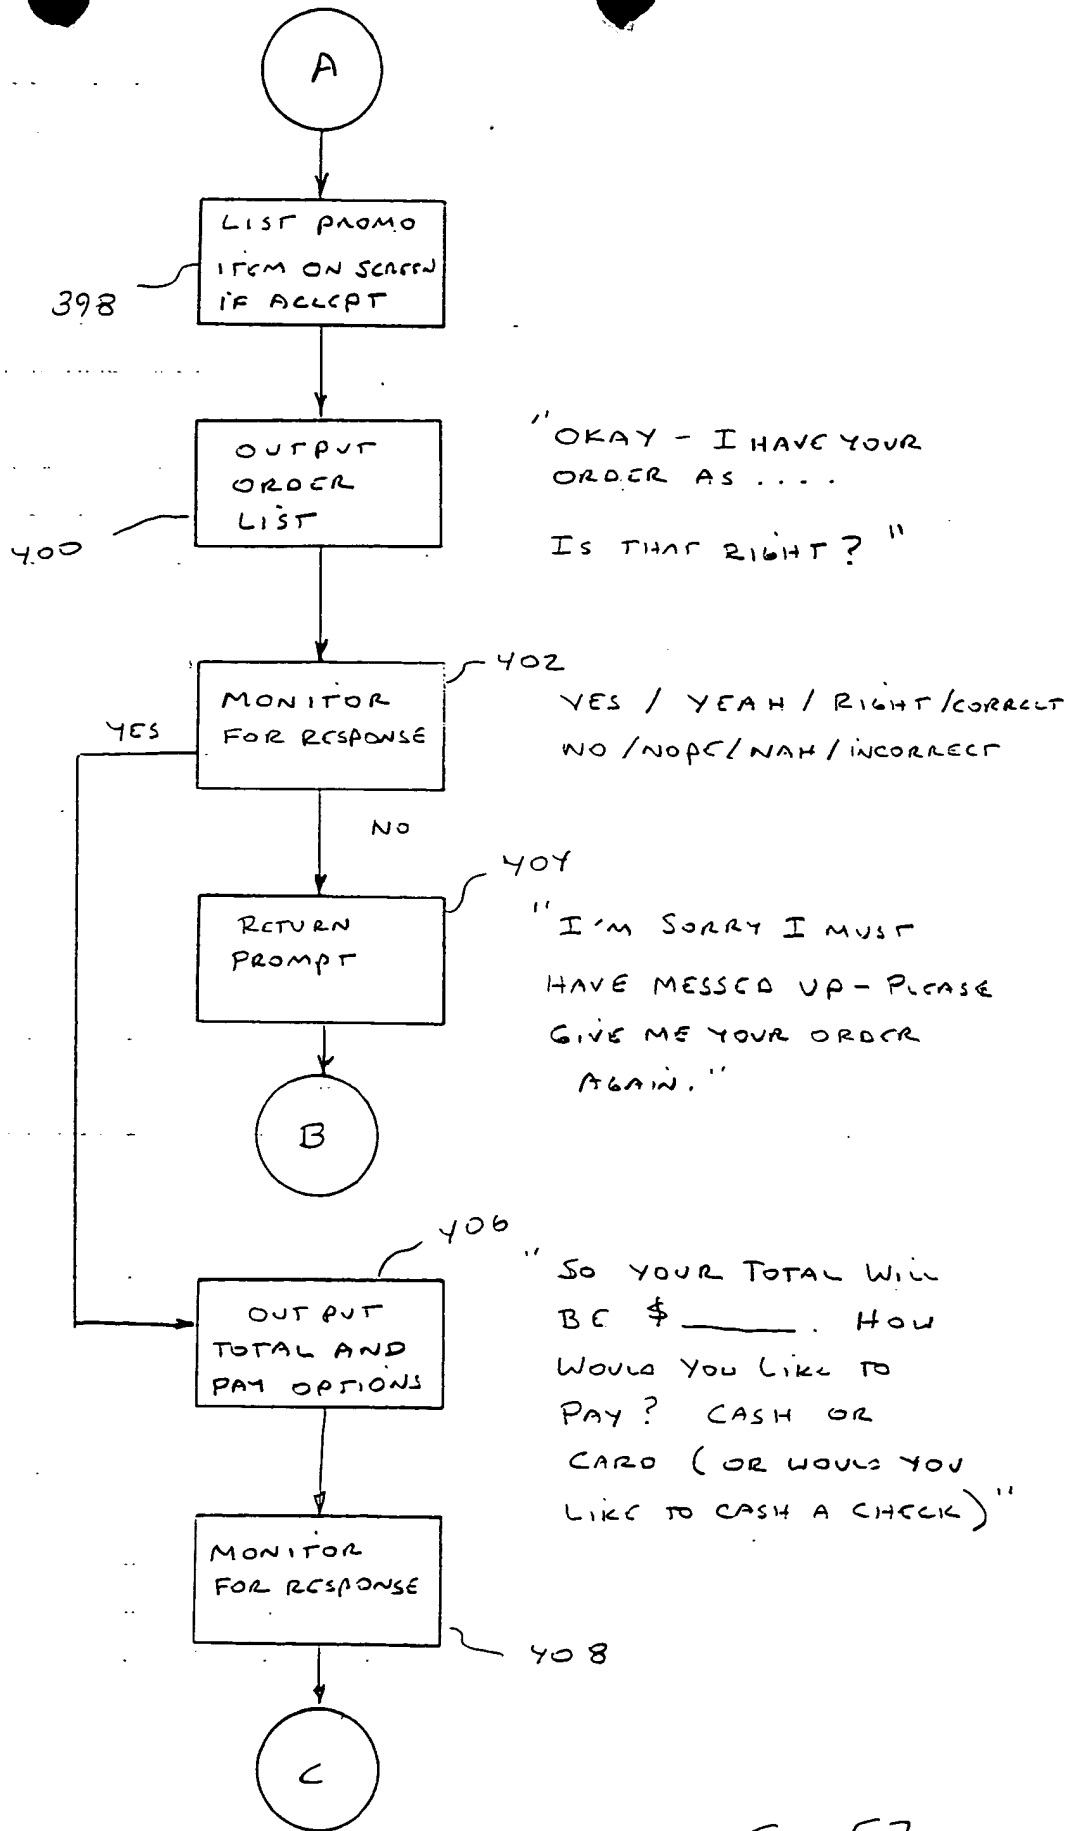 A
LIST PROMO
ITEM ON SCREEN
IF ACCEPT
398
OUTPUT
ORDER
LIST
400
"OKAY - I HAVE YOUR
ORDER AS ....
IS THAT RIGHT?"
MONITOR
FOR RESPONSE
402
YES / YEAH / RIGHT / CORRECT
NO / NOPE / NAH / INCORRECT
YES
NO
RETURN
PROMPT
404
"I'M SORRY I MUST
HAVE MESSED UP - PLEASE
GIVE ME YOUR ORDER
AGAIN."
B
406
OUTPUT
TOTAL AND
PAY OPTIONS
"SO YOUR TOTAL WILL
BE $ ______. HOW
WOULD YOU LIKE TO
PAY? CASH OR
CARD (OR WOULD YOU
LIKE TO CASH A CHECK)"
MONITOR
FOR RESPONSE
408
C